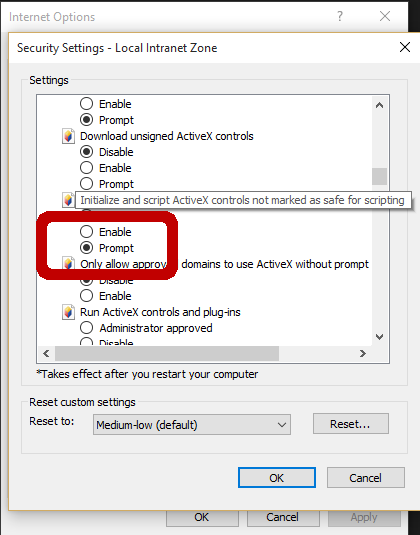 Internet Options
?
Security Settings - Local Intranet Zone
Settings
Enable
Prompt
Download unsigned ActiveX controls
Disable
Enable
Prompt
Initialize and script ActiveX controls not marked as safe for scripting
Enable
Prompt
Only allow approved domains to use ActiveX without prompt
Disable
Enable
Run ActiveX controls and plug-ins
Administrator approved
Disable
*Takes effect after you restart your computer
Reset custom settings
Reset to:
Medium-low (default)
Reset...
OK
Cancel
OK
Cancel
Apply